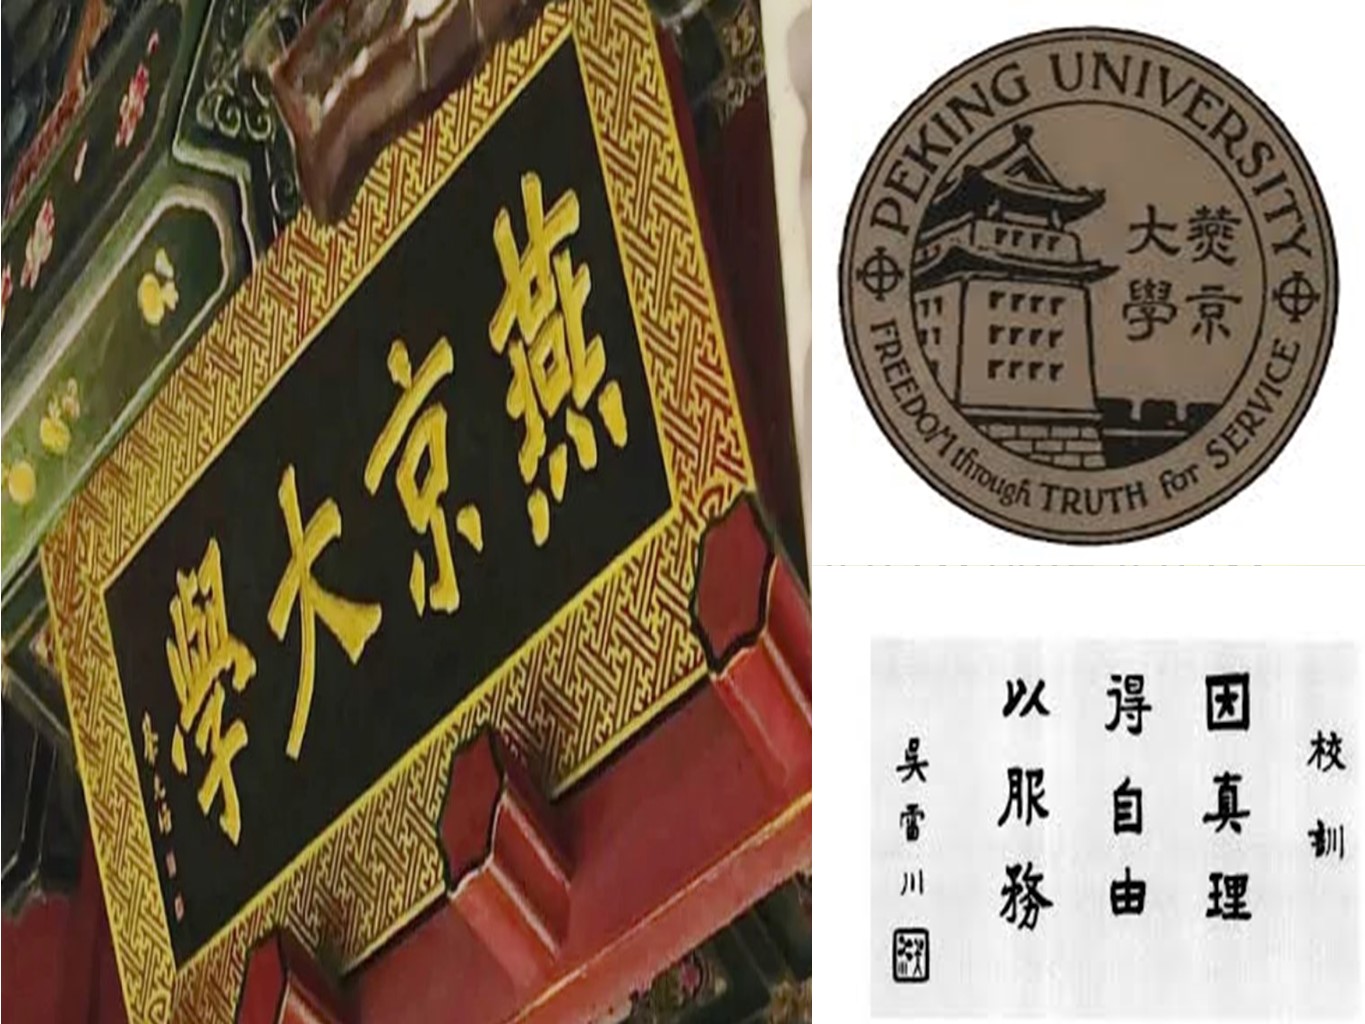 燕京大學
PEKING UNIVERSITY
燕京
大學
FREEDOM through TRUTH for SERVICE
校訓
因真理
得自由
以服務
吳雷川